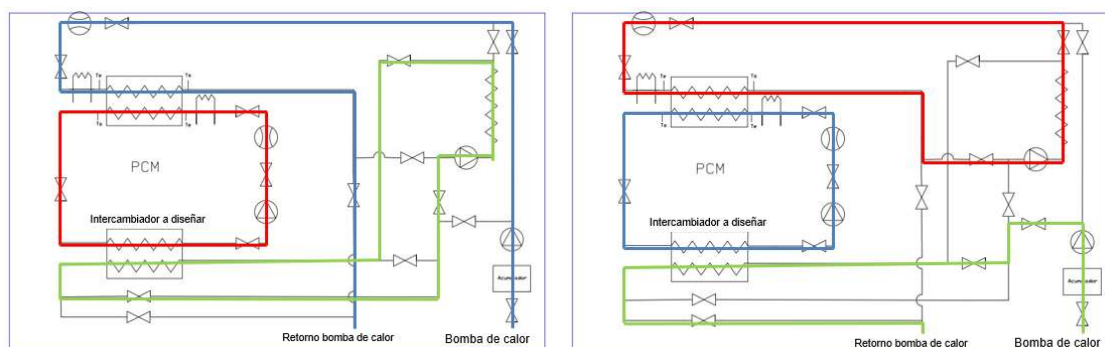 PCM
Intercambiador a diseñar
Acumulador
Retorno bomba de calor
Bomba de calor
PCM
Intercambiador a diseñar
Acumulador
Retorno bomba de calor
Bomba de calor